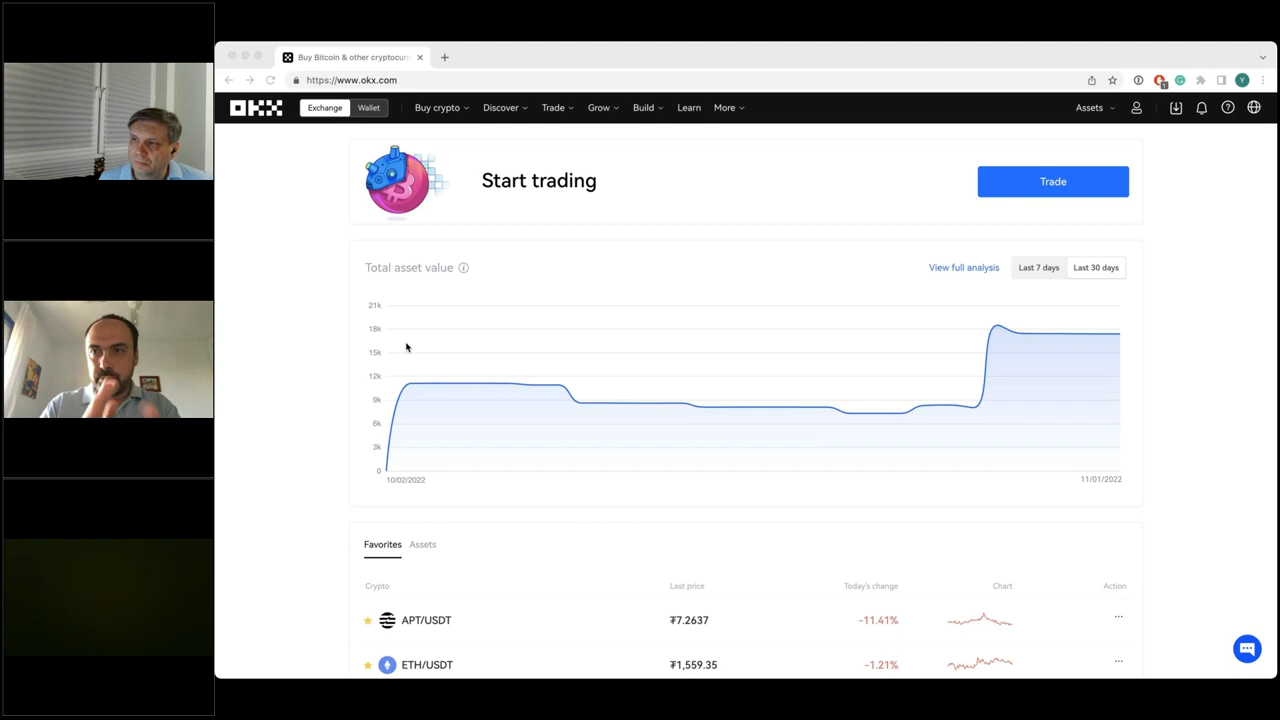 Buy Bitcoin & other cryptocurr
https://www.okx.com
1
Y
OKX
Exchange Wallet Buy crypto Discover Trade Grow Build Learn More Assets
Start trading
Trade
Total asset value
View full analysis Last 7 days Last 30 days
21k
18k
15k
12k
9k
6k
3k
0
10/02/2022 11/01/2022
Favorites Assets
Crypto Last price Today's change Chart Action
APT/USDT ₮7.2637 -11.41% ...
ETH/USDT ₮1,559.35 -1.21% ...